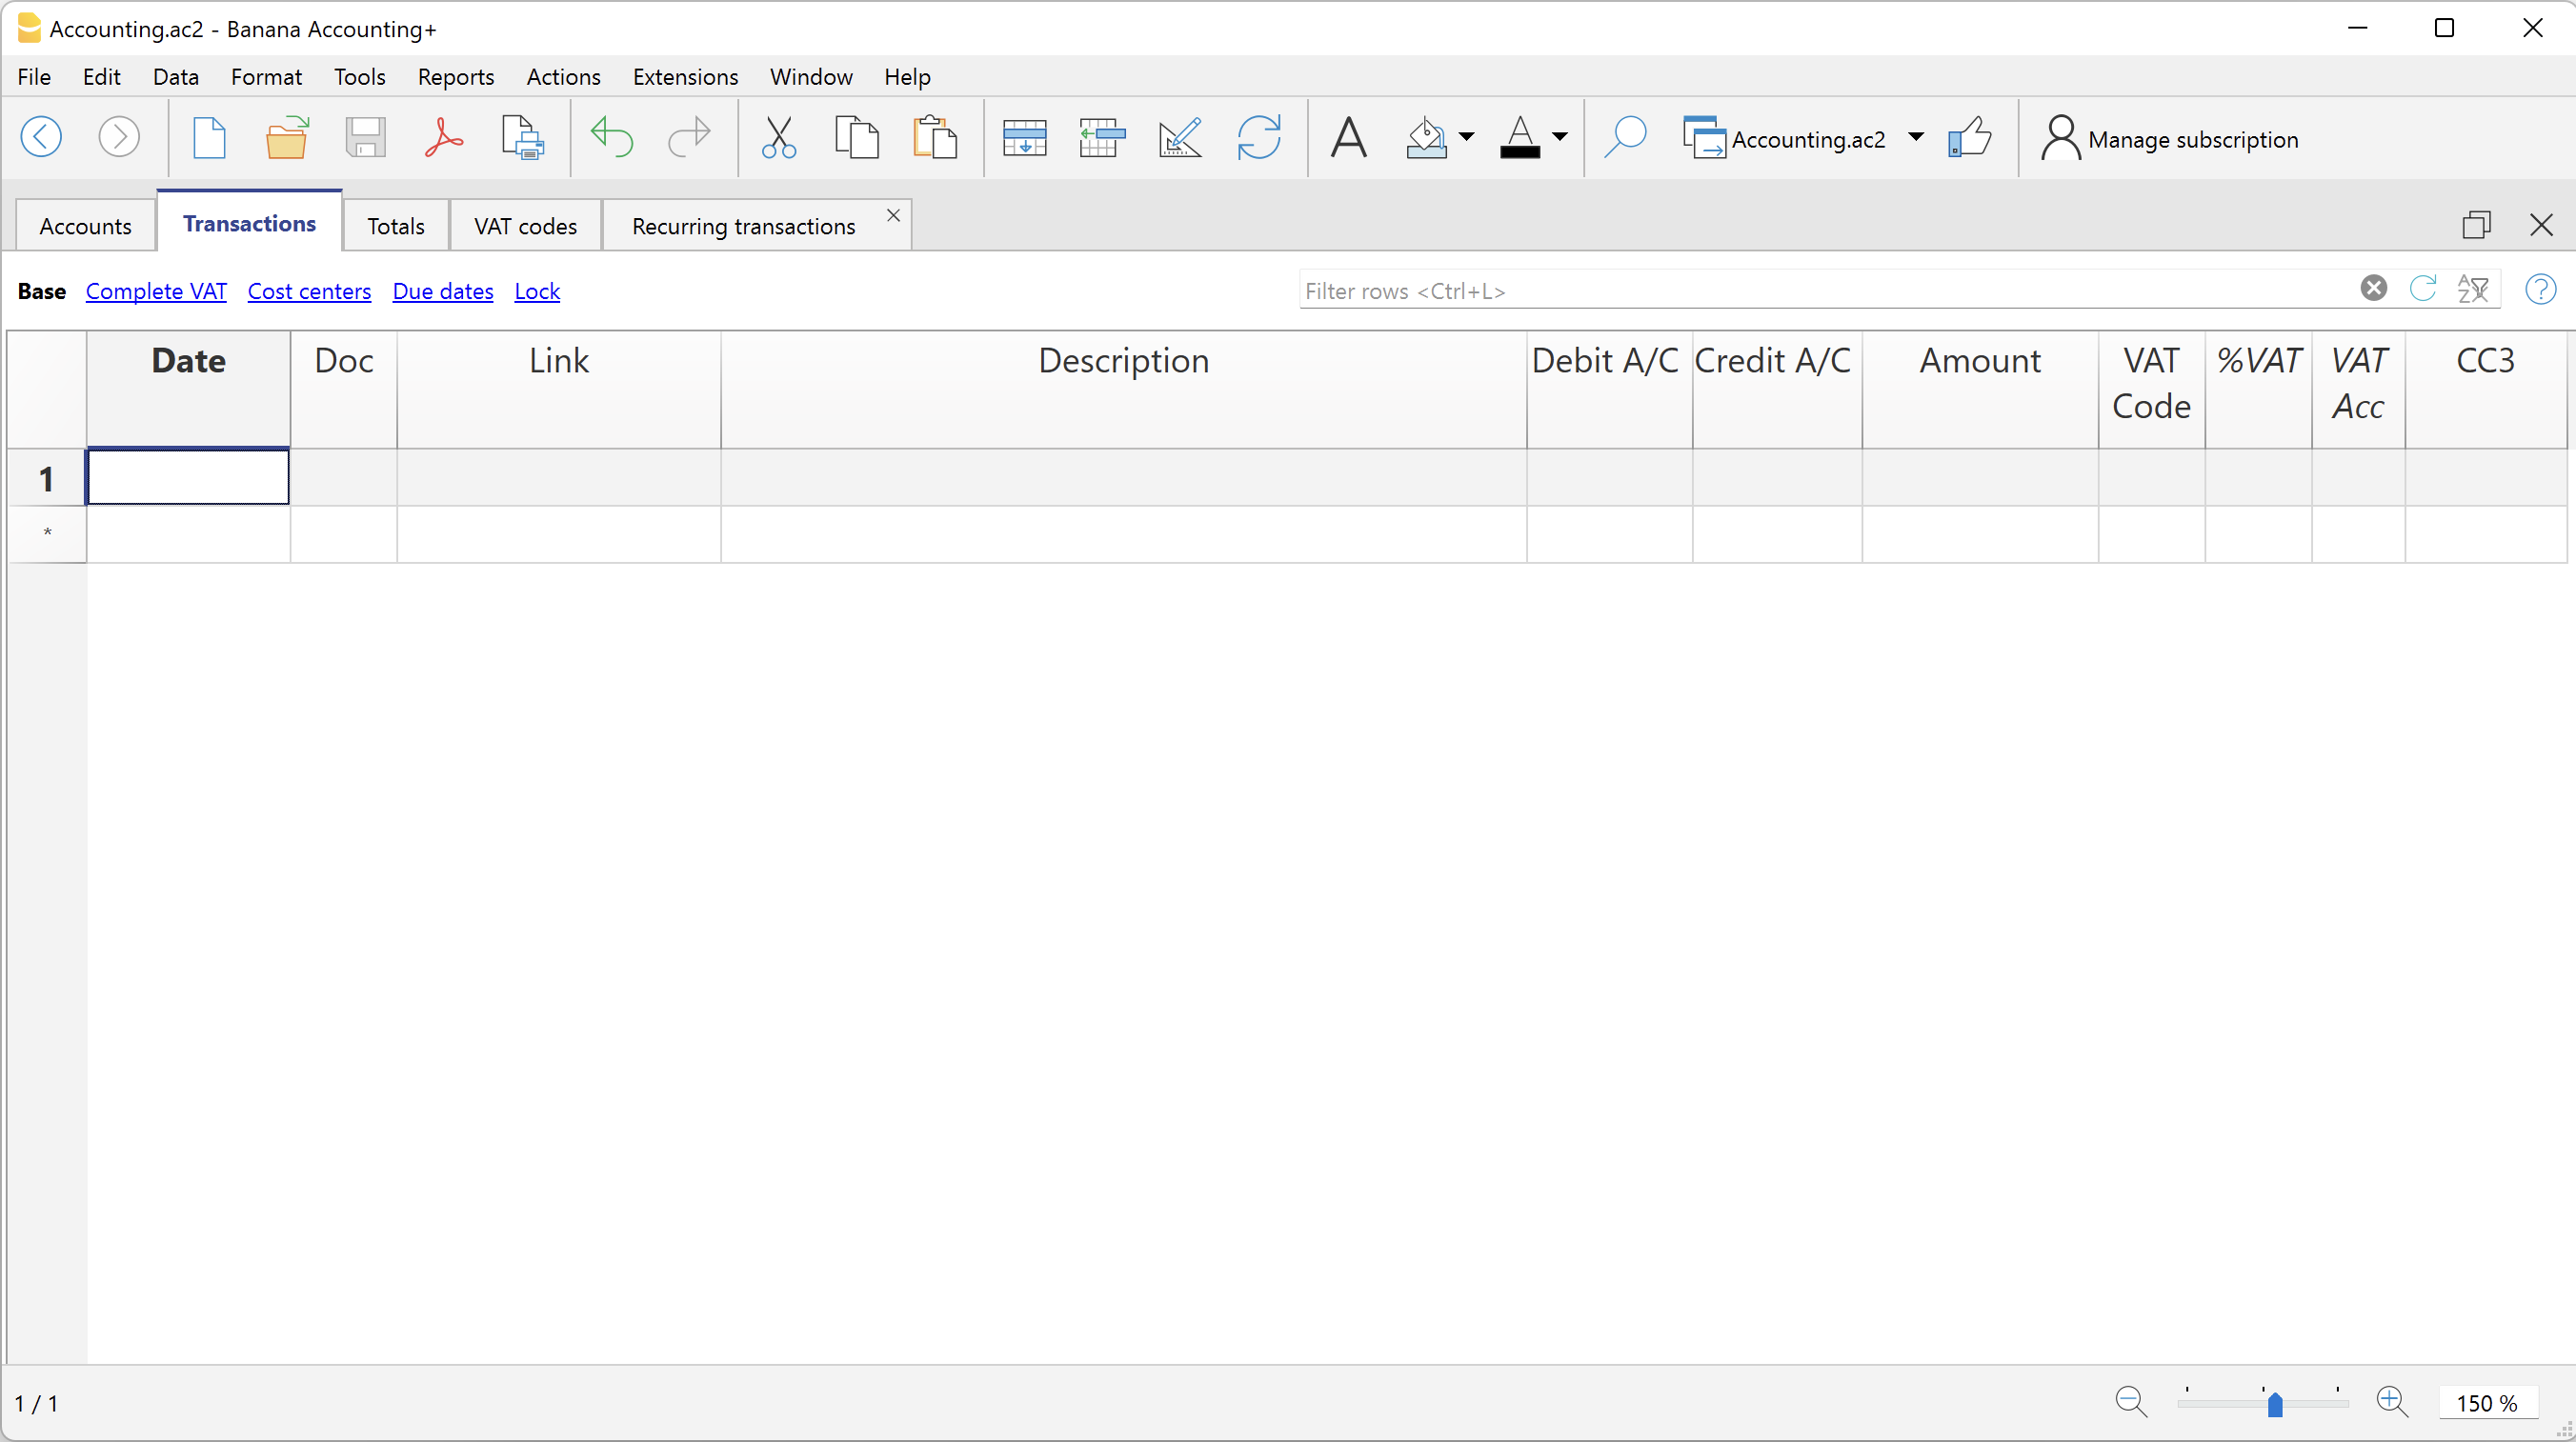 Accounting.ac2 - Banana Accounting+
File Edit Data Format Tools Reports Actions Extensions Window Help
Accounting.ac2 Manage subscription
Accounts Transactions Totals VAT codes Recurring transactions
Base Complete VAT Cost centers Due dates Lock Filter rows <Ctrl+L>
Date Doc Link Description Debit A/C Credit A/C Amount VAT Code %VAT VAT Acc CC3
1
*
1 / 1 150 %